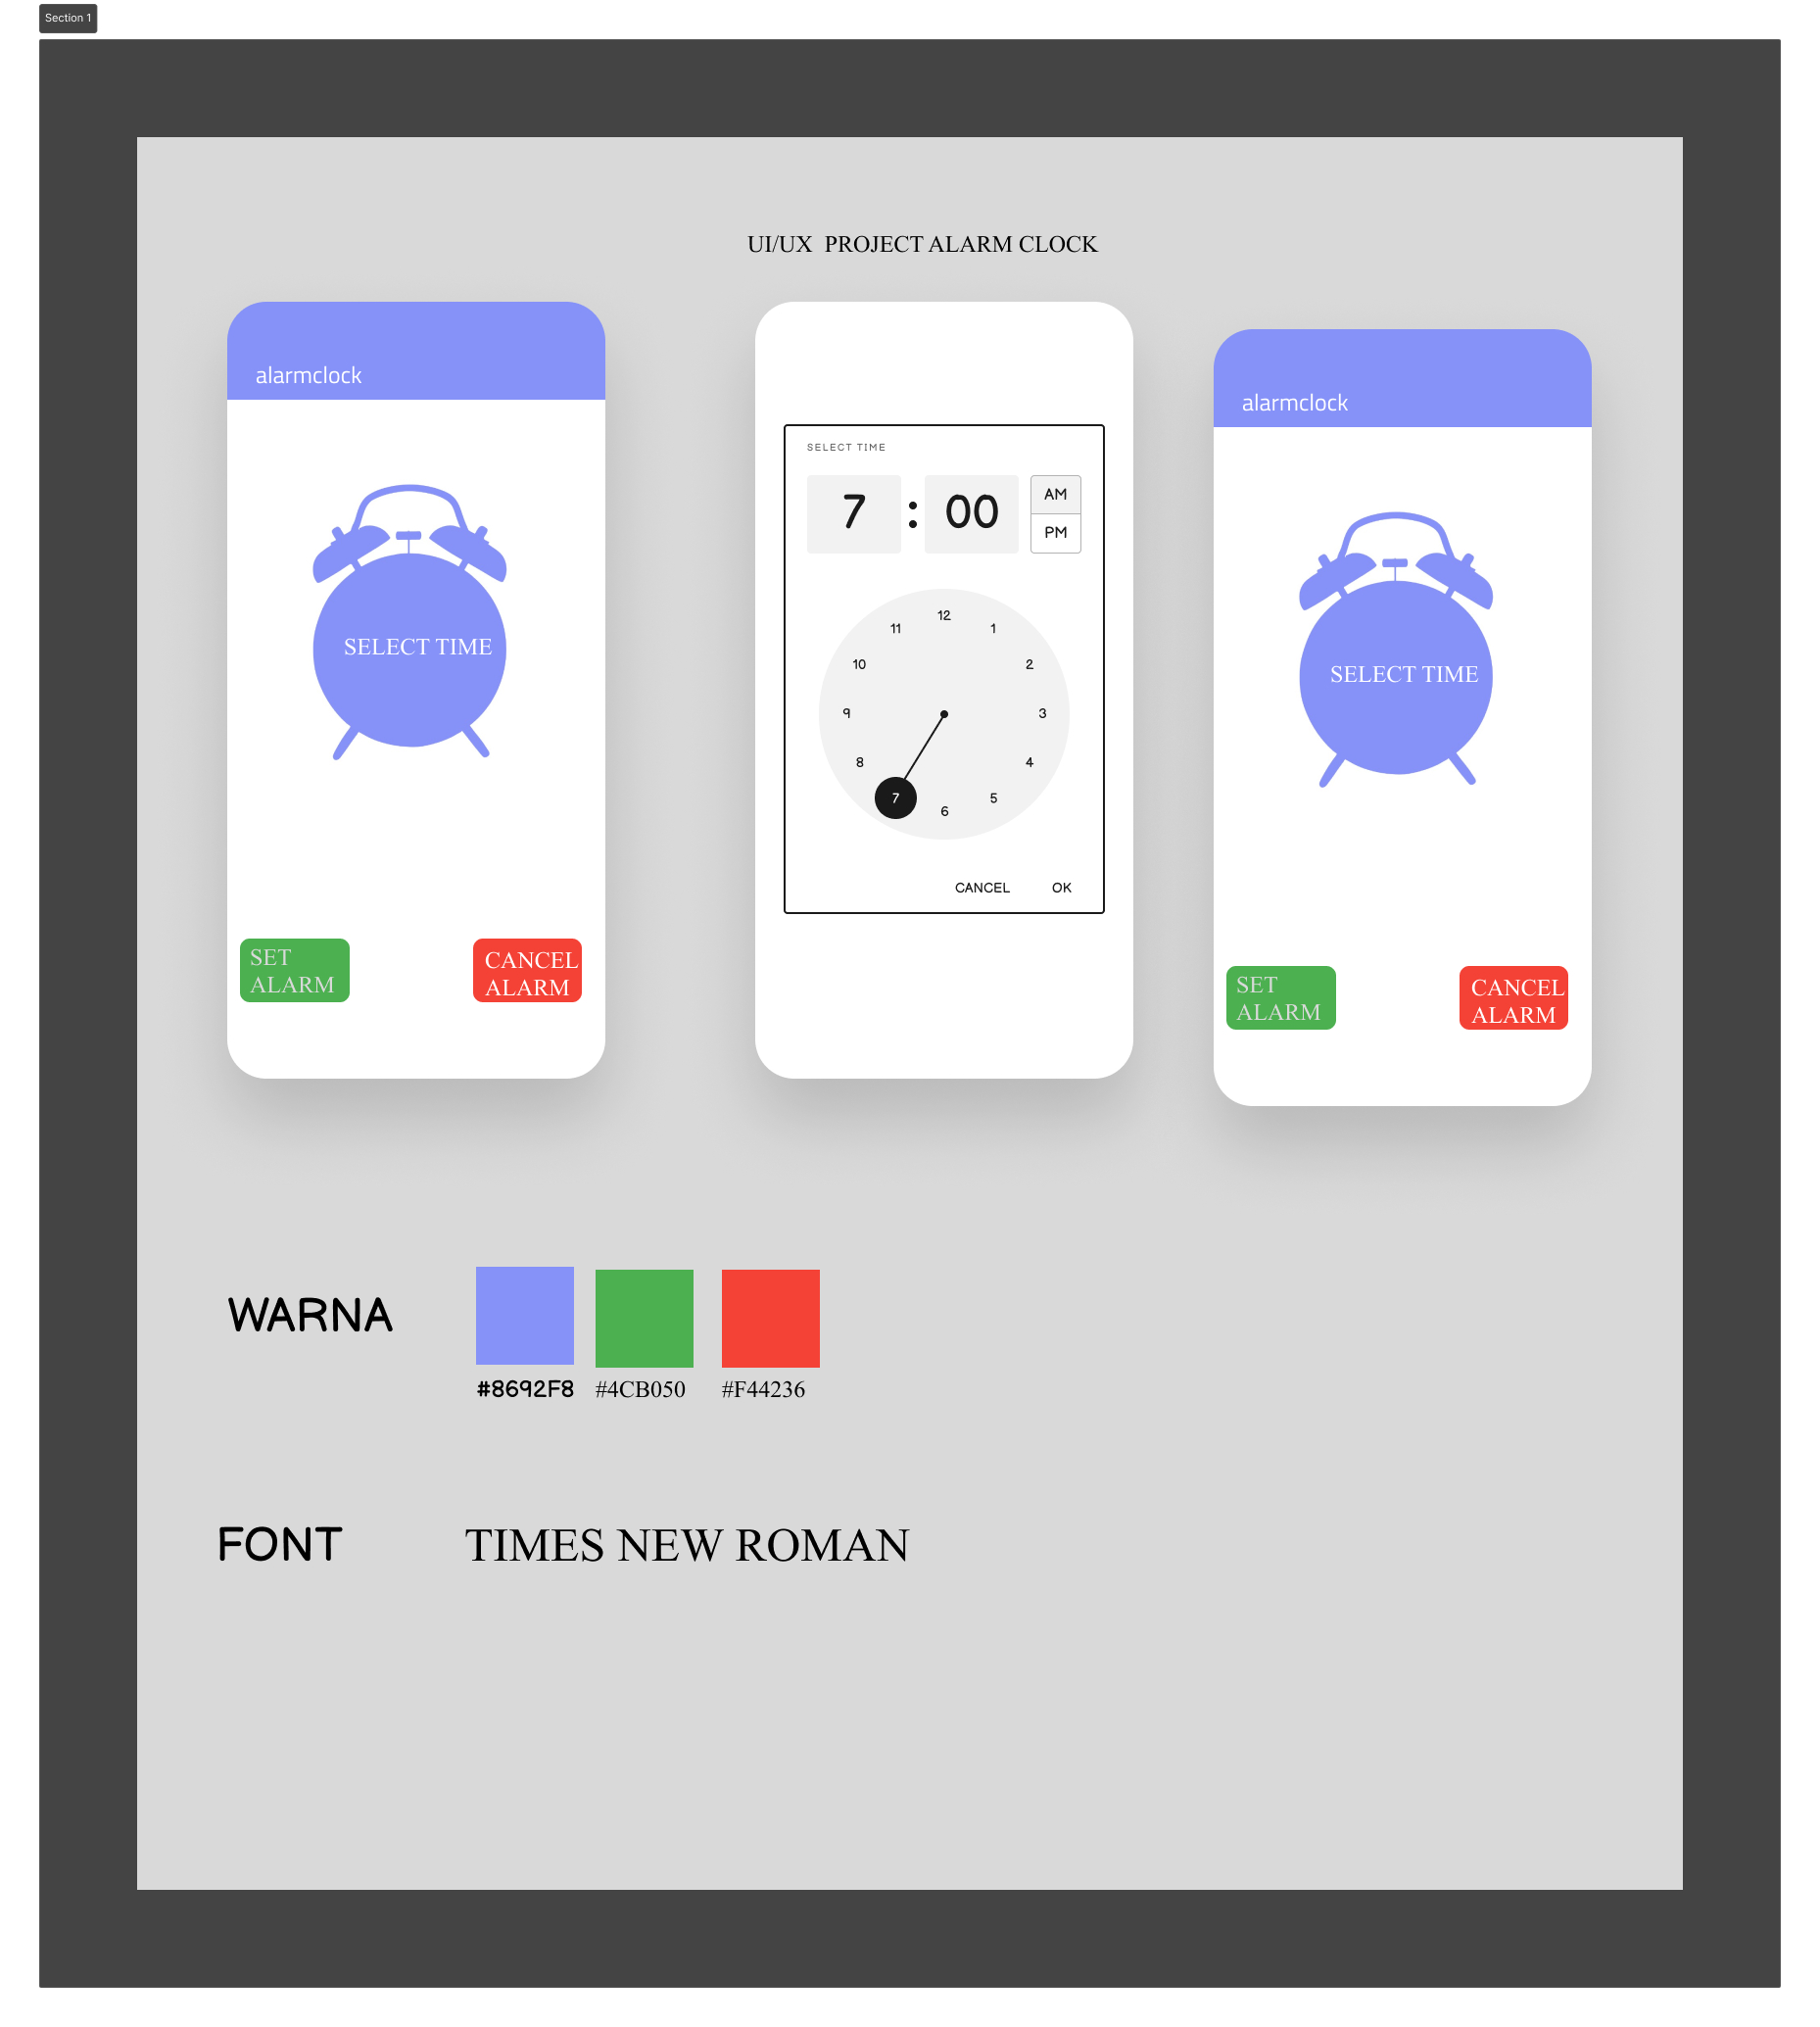 Section 1
UI/UX  PROJECT ALARM CLOCK
alarmclock
SELECT TIME
SET
ALARM
CANCEL
ALARM
SELECT TIME
7 : 00
AM
PM
12
1
2
3
4
5
6
7
8
9
10
11
CANCEL
OK
alarmclock
SELECT TIME
SET
ALARM
CANCEL
ALARM
WARNA
#8692F8
#4CB050
#F44236
FONT
TIMES NEW ROMAN